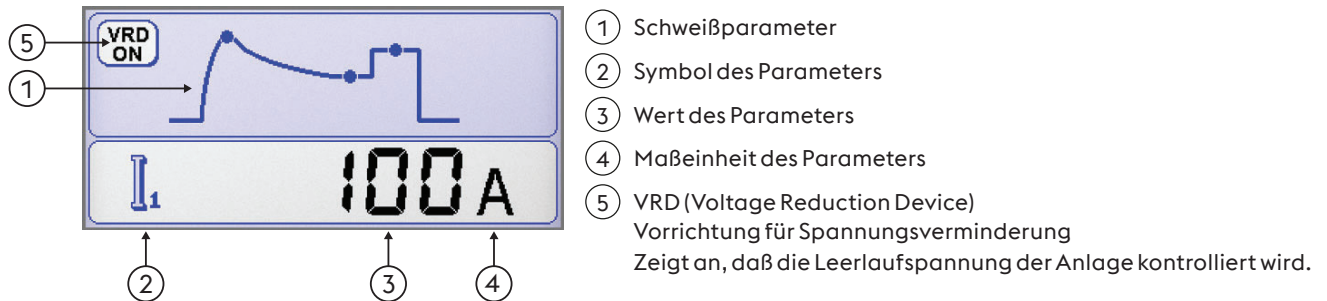 5
VRD
ON
1
I1
100 A
2
3
4
1 Schweißparameter
2 Symbol des Parameters
3 Wert des Parameters
4 Maßeinheit des Parameters
5 VRD (Voltage Reduction Device)
Vorrichtung für Spannungsverminderung
Zeigt an, daß die Leerlaufspannung der Anlage kontrolliert wird.